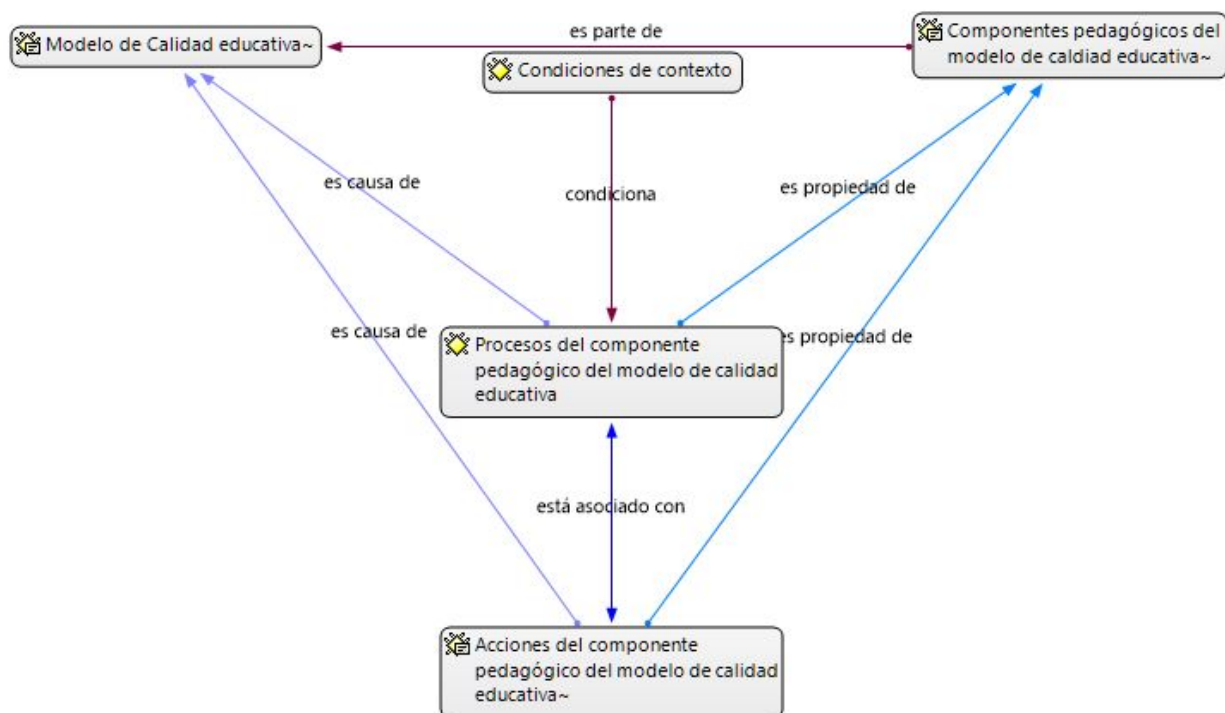 es parte de
Modelo de Calidad educativa~
Componentes pedagógicos del
modelo de caldiad educativa~
Condiciones de contexto
es causa de
condiciona
es propiedad de
es causa de
es propiedad de
Procesos del componente
pedagógico del modelo de calidad
educativa
está asociado con
Acciones del componente
pedagógico del modelo de calidad
educativa~